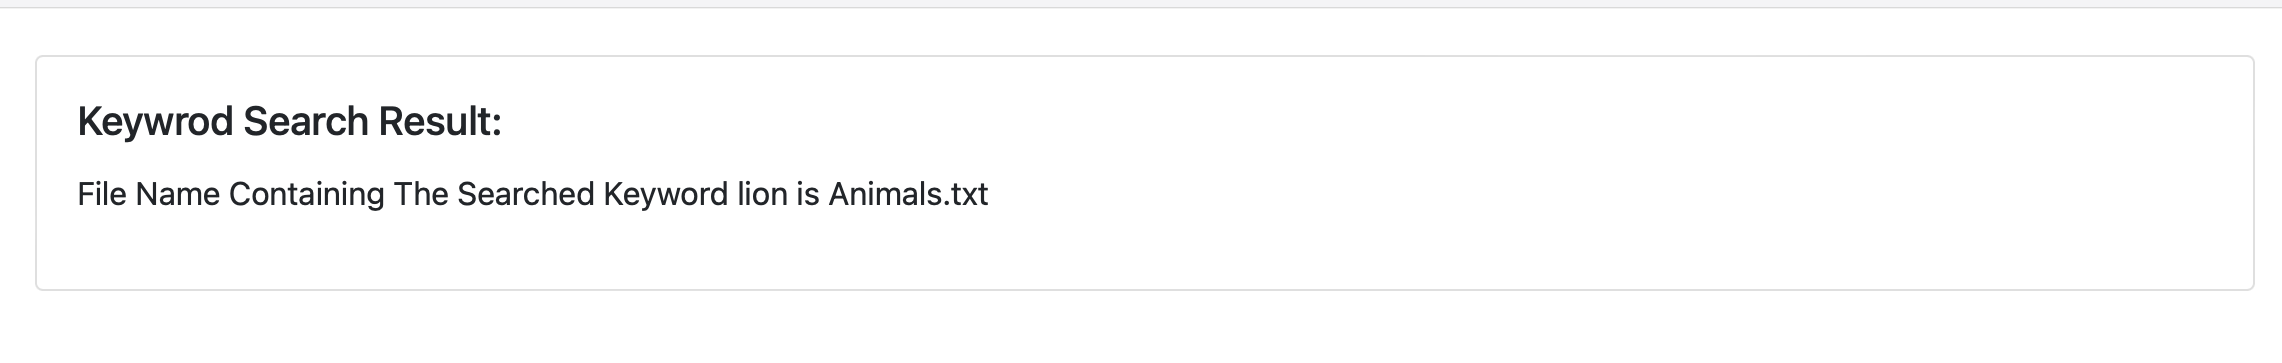 Keywrod Search Result:
File Name Containing The Searched Keyword lion is Animals.txt